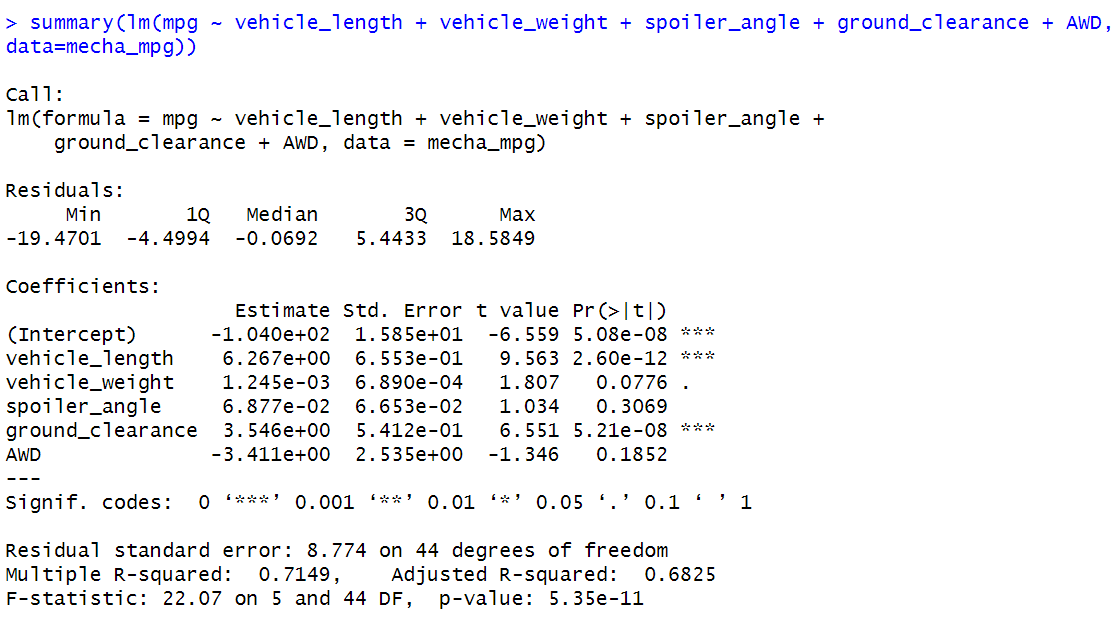 > summary(lm(mpg ~ vehicle_length + vehicle_weight + spoiler_angle + ground_clearance + AWD,
data=mecha_mpg))
Call:
lm(formula = mpg ~ vehicle_length + vehicle_weight + spoiler_angle +
    ground_clearance + AWD, data = mecha_mpg)
Residuals:
     Min       1Q   Median       3Q      Max
-19.4701  -4.4994  -0.0692   5.4433  18.5849
Coefficients:
                   Estimate Std. Error t value Pr(>|t|)
(Intercept)      -1.040e+02  1.585e+01  -6.559 5.08e-08 ***
vehicle_length    6.267e+00  6.553e-01   9.563 2.60e-12 ***
vehicle_weight    1.245e-03  6.890e-04   1.807   0.0776 .
spoiler_angle     6.877e-02  6.653e-02   1.034   0.3069
ground_clearance  3.546e+00  5.412e-01   6.551 5.21e-08 ***
AWD              -3.411e+00  2.535e+00  -1.346   0.1852
---
Signif. codes:  0 ‘***’ 0.001 ‘**’ 0.01 ‘*’ 0.05 ‘.’ 0.1 ‘ ’ 1
Residual standard error: 8.774 on 44 degrees of freedom
Multiple R-squared:  0.7149,    Adjusted R-squared:  0.6825
F-statistic: 22.07 on 5 and 44 DF,  p-value: 5.35e-11